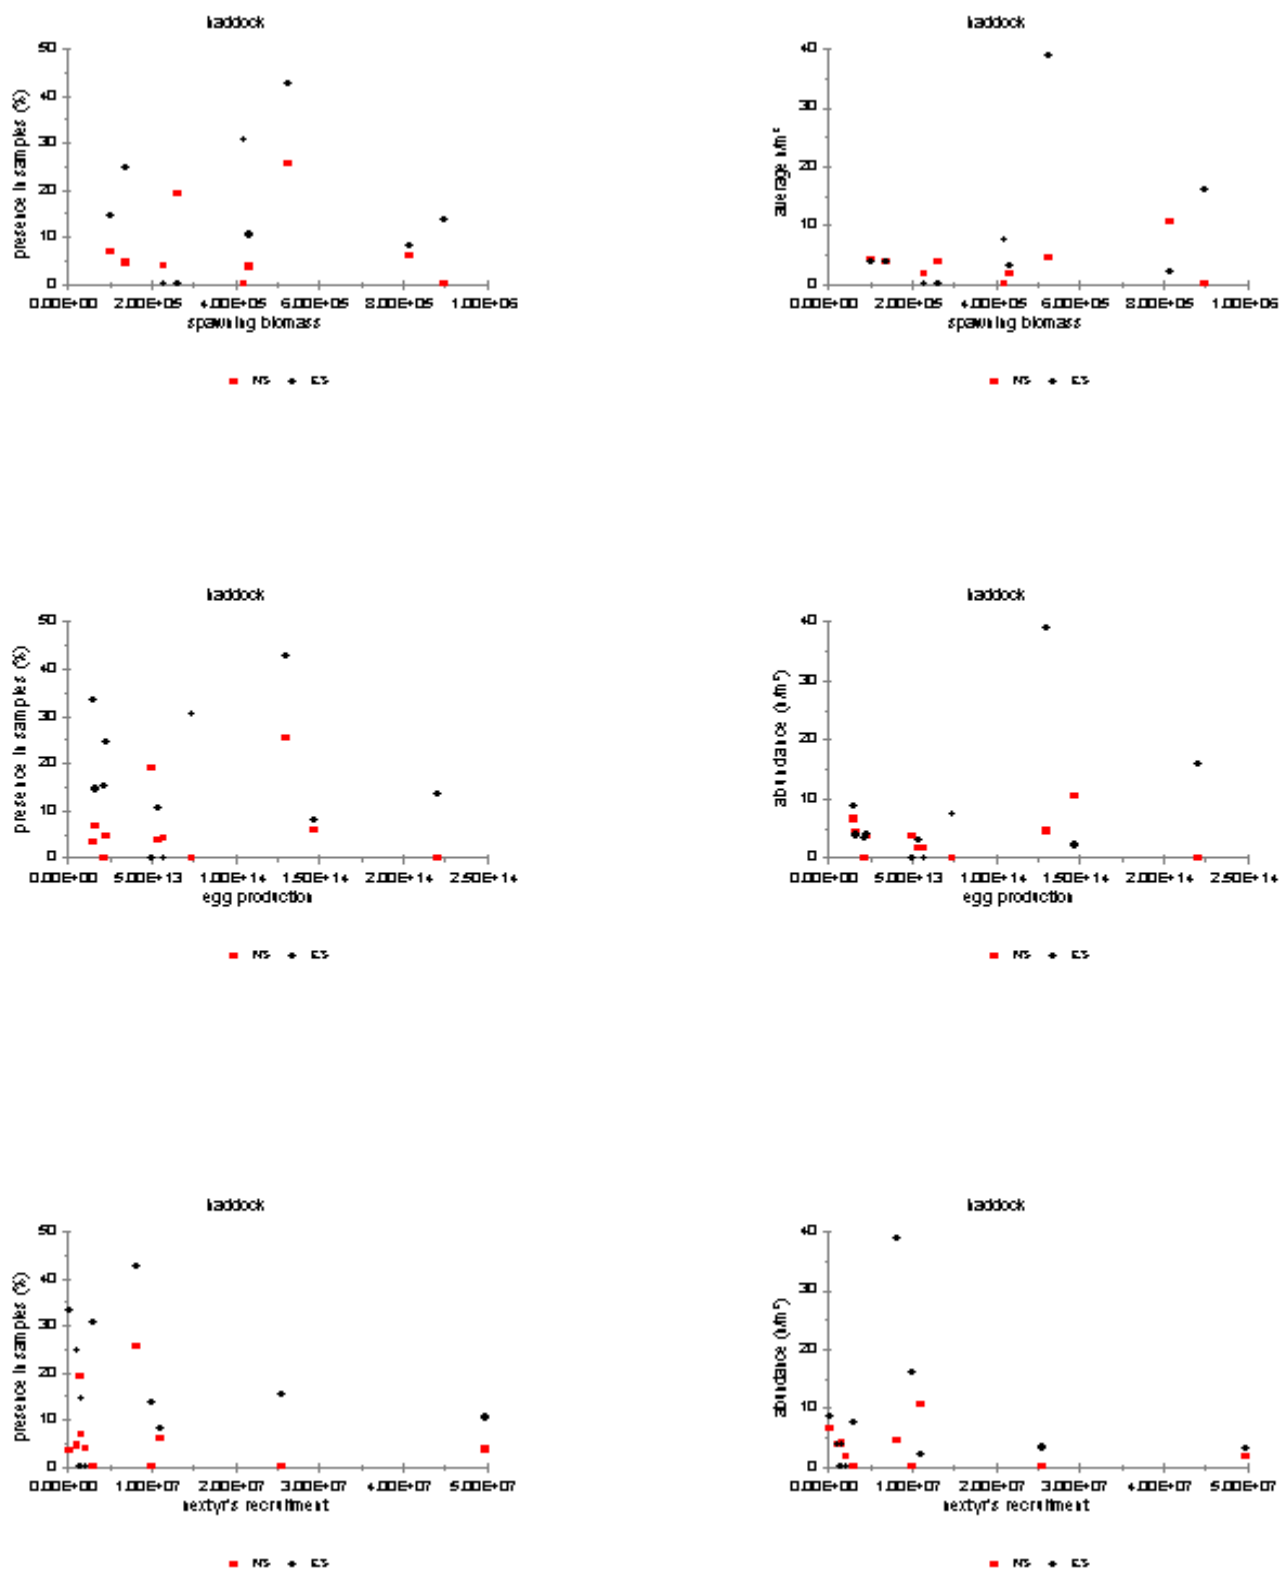 haddock
presence in samples (%)
50
40
30
20
10
0
0.00E+00 2.00E+05 4.00E+05 6.00E+05 8.00E+05 1.00E+06
spawning biomass
NS ES
haddock
average n/m²
40
30
20
10
0
0.00E+00 2.00E+05 4.00E+05 6.00E+05 8.00E+05 1.00E+06
spawning biomass
NS ES
haddock
presence in samples (%)
50
40
30
20
10
0
0.00E+00 5.00E+13 1.00E+14 1.50E+14 2.00E+14 2.50E+14
egg production
NS ES
haddock
abundance (n/m²)
40
30
20
10
0
0.00E+00 5.00E+13 1.00E+14 1.50E+14 2.00E+14 2.50E+14
egg production
NS ES
haddock
presence in samples (%)
50
40
30
20
10
0
0.00E+00 1.00E+07 2.00E+07 3.00E+07 4.00E+07 5.00E+07
nextyr's recruitment
NS ES
haddock
abundance (n/m²)
40
30
20
10
0
0.00E+00 1.00E+07 2.00E+07 3.00E+07 4.00E+07 5.00E+07
nextyr's recruitment
NS ES